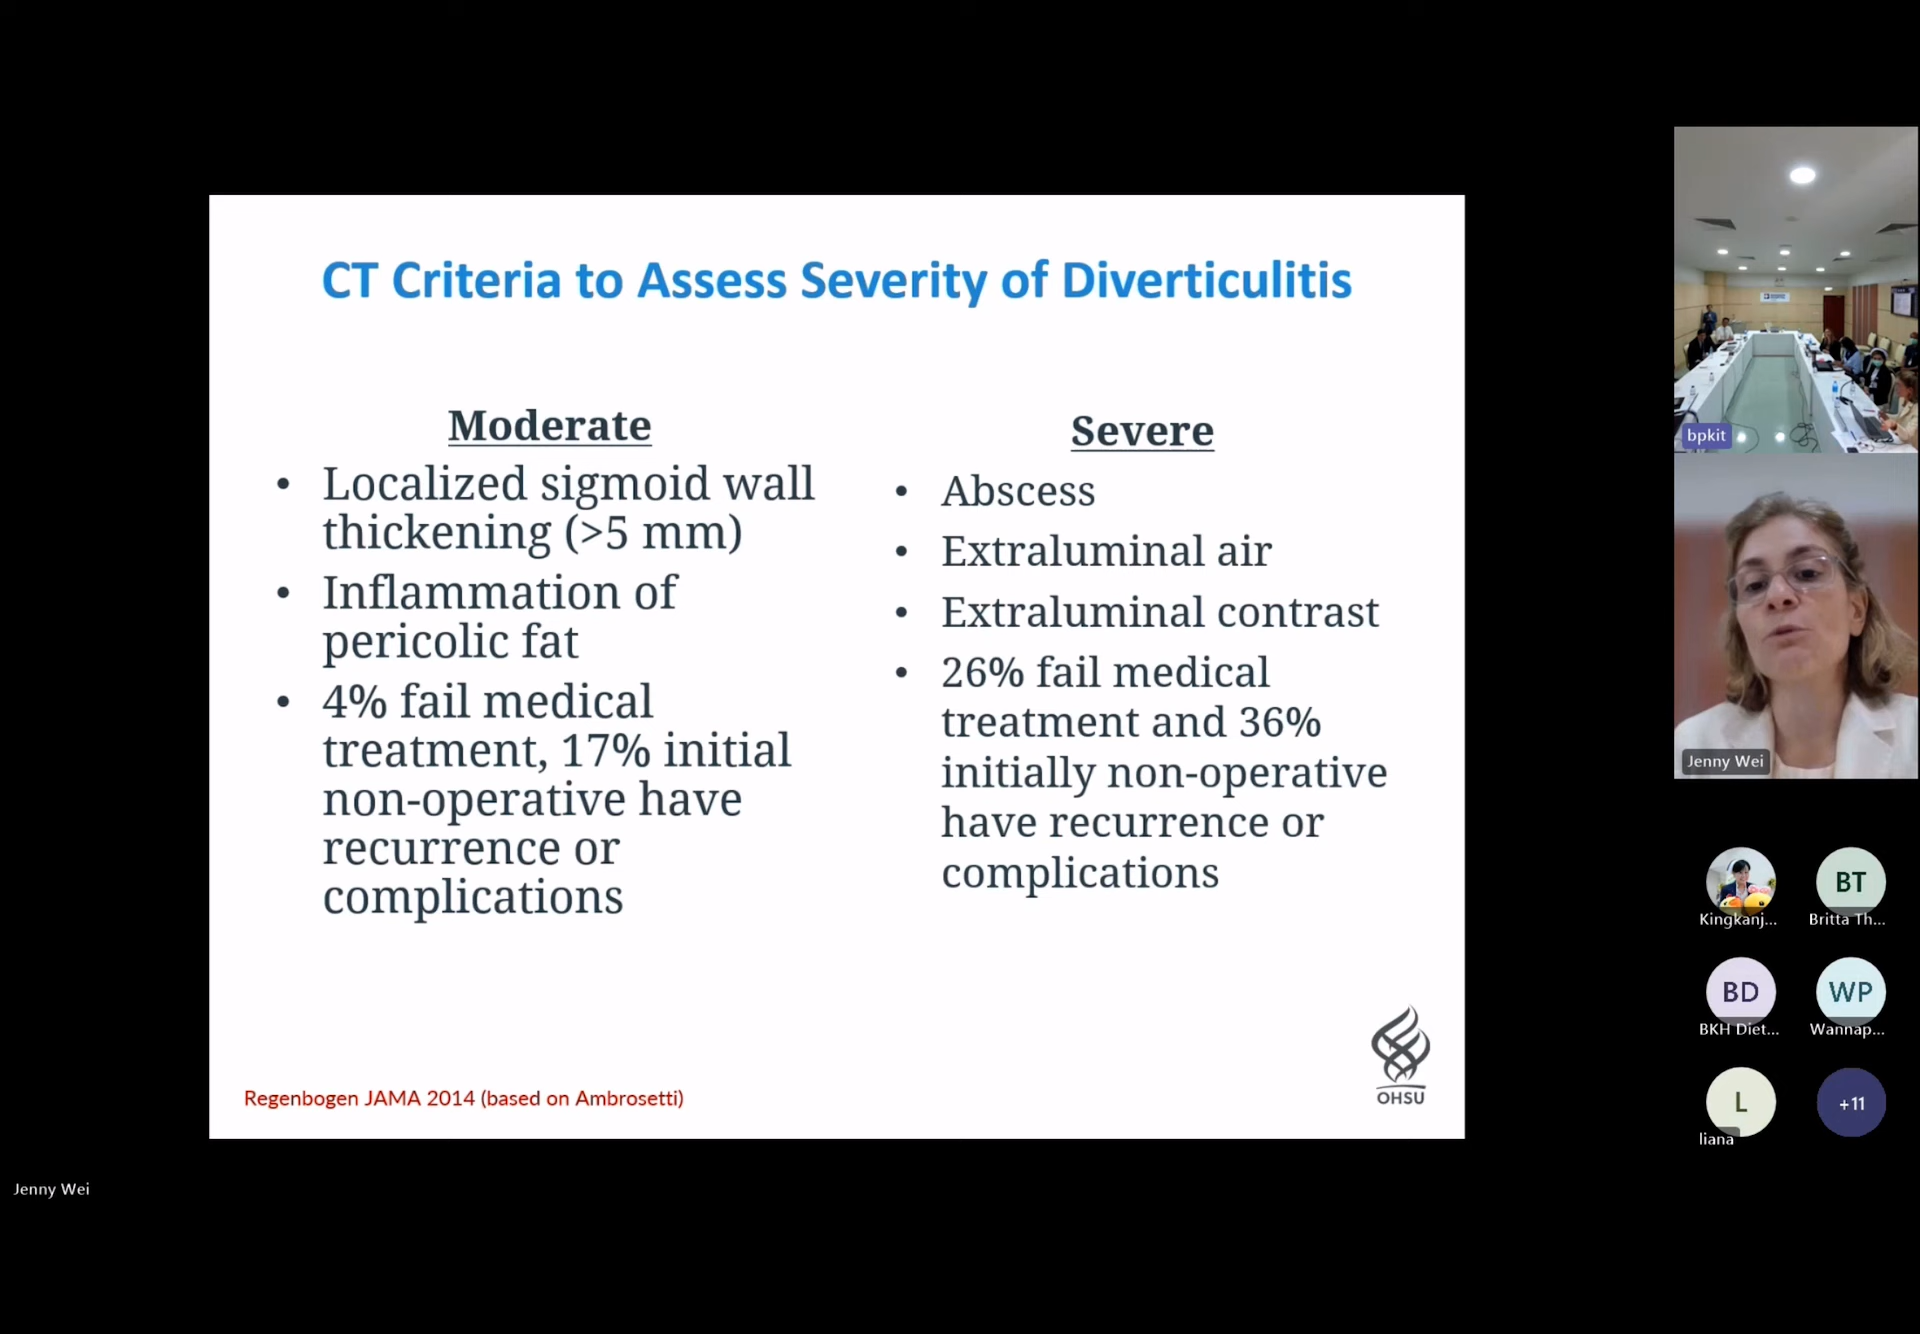 CT Criteria to Assess Severity of Diverticulitis
Moderate
• Localized sigmoid wall
thickening (>5 mm)
• Inflammation of
pericolic fat
• 4% fail medical
treatment, 17% initial
non-operative have
recurrence or
complications
Severe
• Abscess
• Extraluminal air
• Extraluminal contrast
• 26% fail medical
treatment and 36%
initially non-operative
have recurrence or
complications
Regenbogen JAMA 2014 (based on Ambrosetti)
OHSU
bpkit
Jenny Wei
Kingkanj...
BT
Britta Th...
BD
BKH Diet...
WP
Wannap...
L
liana
+11
Jenny Wei